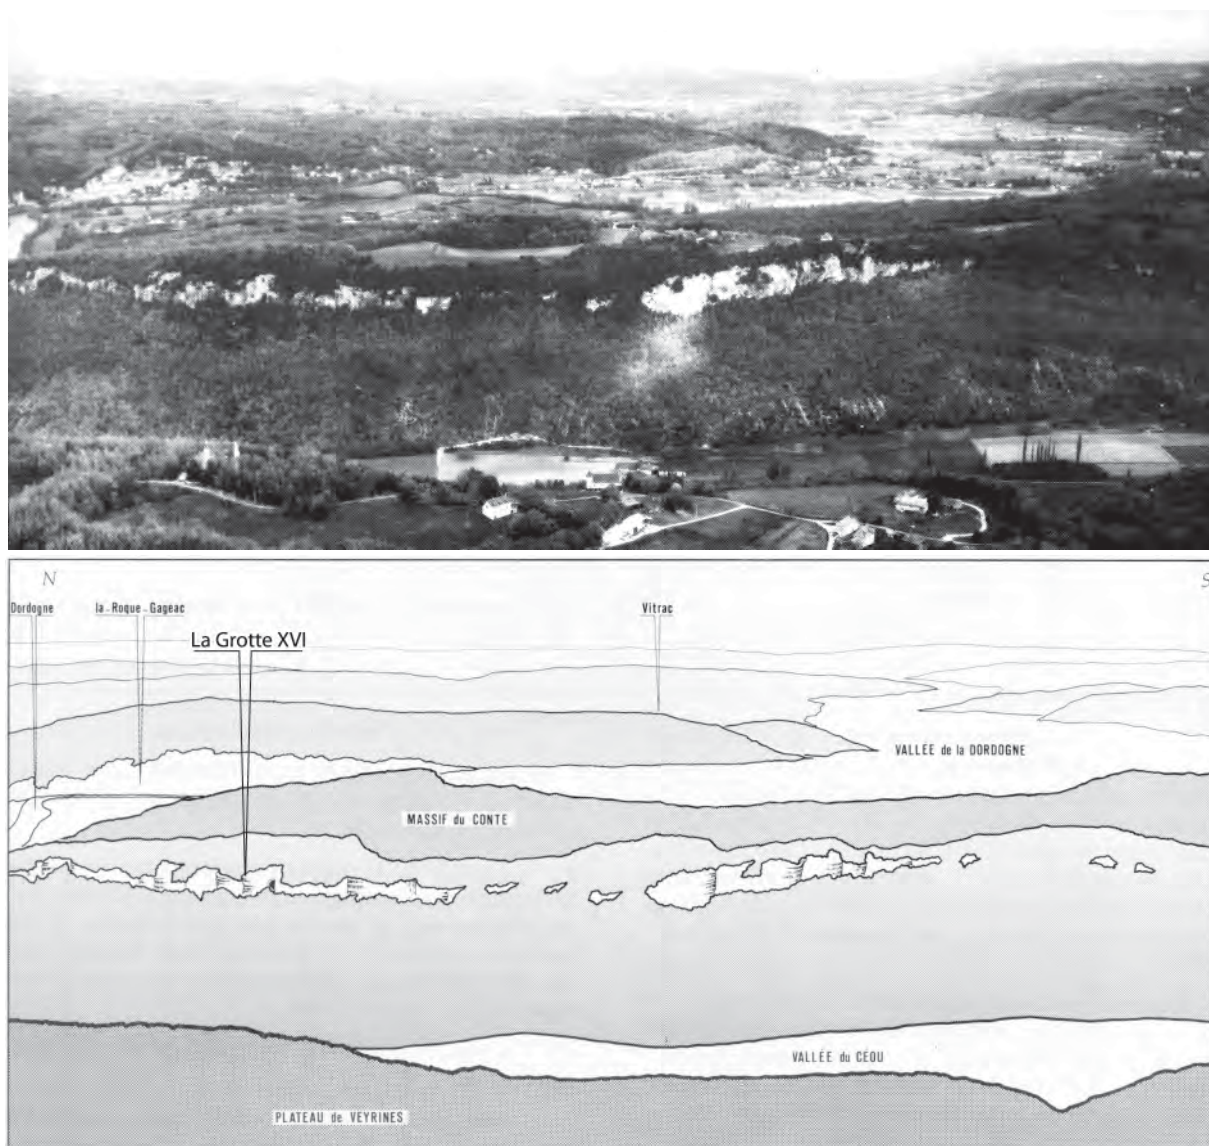 N
S
Dordogne
la-Roque-Gageac
Vitrac
La Grotte XVI
VALLÉE de la DORDOGNE
MASSIF du CONTE
VALLÉE du CÉOU
PLATEAU de VEYRINES